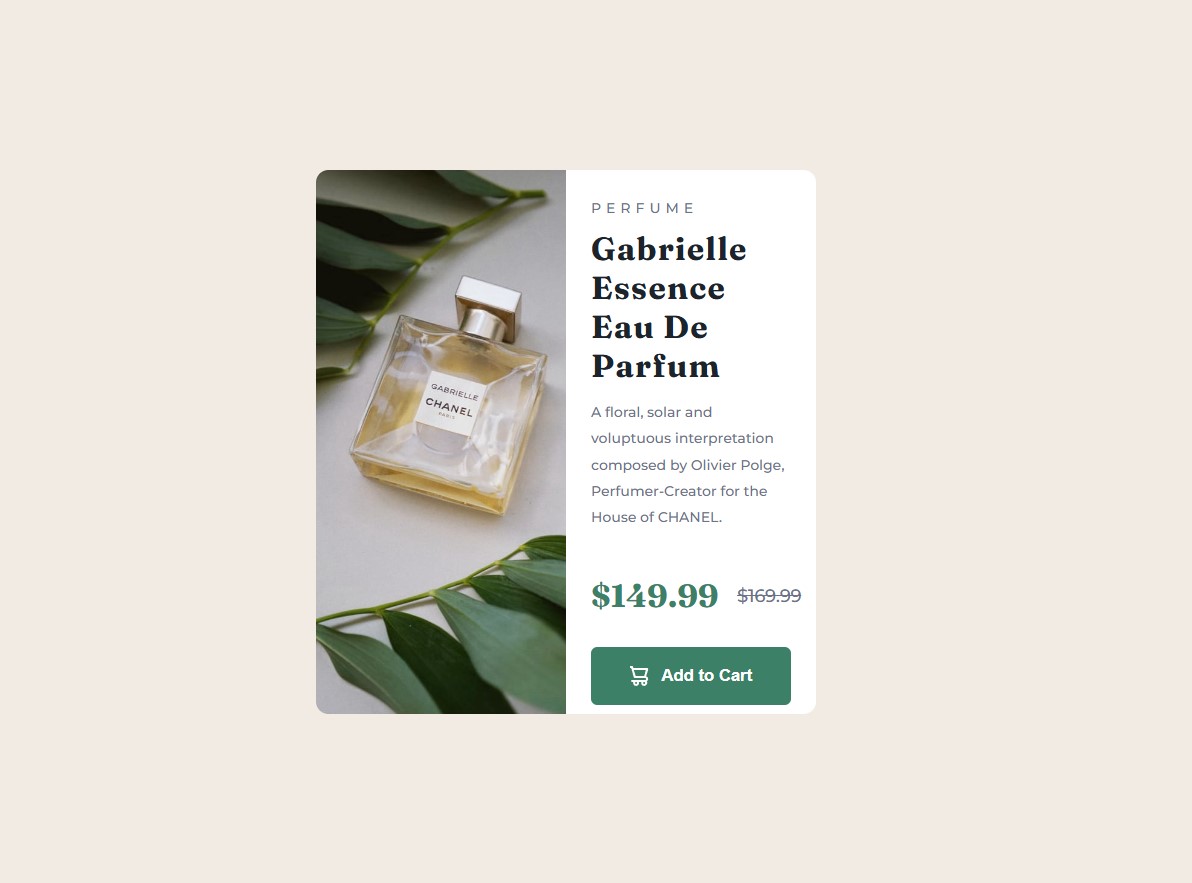 GABRIELLE
CHANEL
PARIS
PERFUME
Gabrielle
Essence
Eau De
Parfum
A floral, solar and
voluptuous interpretation
composed by Olivier Polge,
Perfumer-Creator for the
House of CHANEL.
$149.99 $169.99
Add to Cart